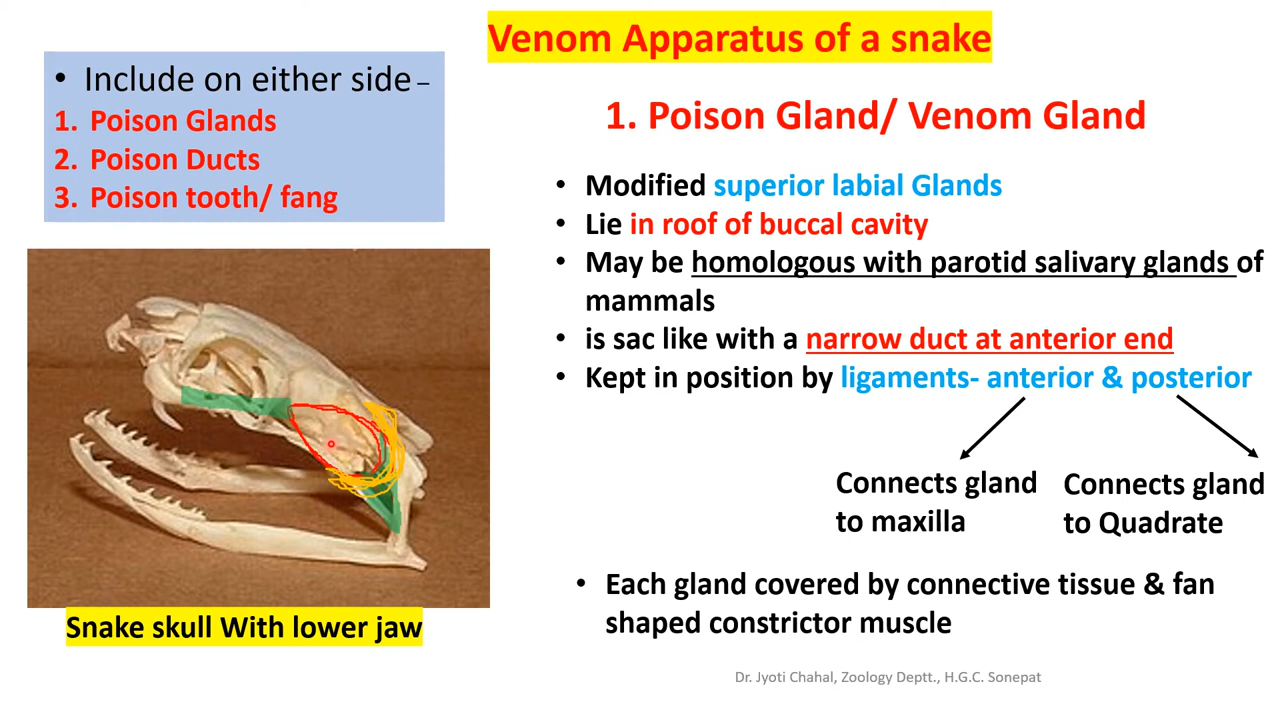 Venom Apparatus of a snake
• Include on either side –
1. Poison Glands
2. Poison Ducts
3. Poison tooth/ fang
1. Poison Gland/ Venom Gland
• Modified superior labial Glands
• Lie in roof of buccal cavity
• May be homologous with parotid salivary glands of
mammals
• is sac like with a narrow duct at anterior end
• Kept in position by ligaments- anterior & posterior
Connects gland
to maxilla
Connects gland
to Quadrate
• Each gland covered by connective tissue & fan
shaped constrictor muscle
Snake skull With lower jaw
Dr. Jyoti Chahal, Zoology Deptt., H.G.C. Sonepat